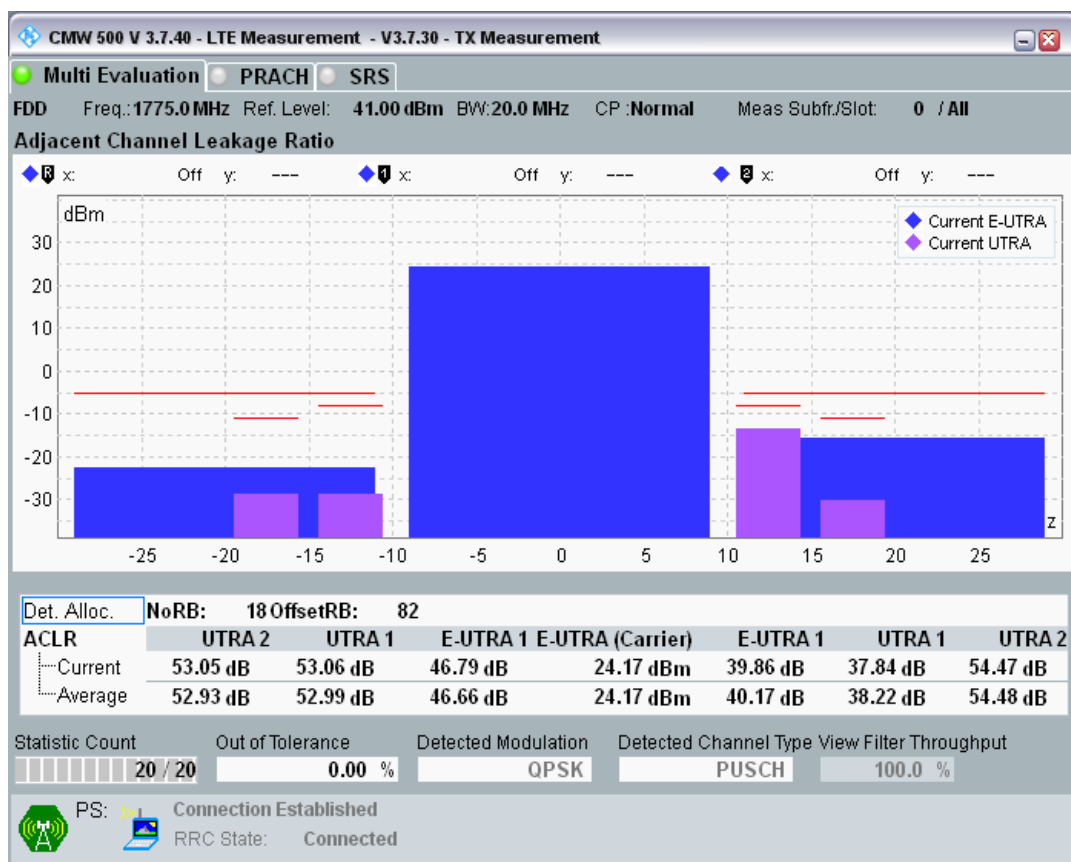 CMW 500 V 3.7.40 - LTE Measurement - V3.7.30 - TX Measurement
Multi Evaluation PRACH SRS
FDD Freq.:1775.0 MHz Ref. Level: 41.00 dBm BW:20.0 MHz CP :Normal Meas Subfr./Slot: 0 / All
Adjacent Channel Leakage Ratio
R x: Off y: --- 1 x: Off y: --- 2 x: Off y: ---
dBm
Current E-UTRA
Current UTRA
30
20
10
0
-10
-20
-30
z
-25 -20 -15 -10 -5 0 5 10 15 20 25
Det. Alloc. NoRB: 18 OffsetRB: 82
ACLR UTRA 2 UTRA 1 E-UTRA 1 E-UTRA (Carrier) E-UTRA 1 UTRA 1 UTRA 2
Current 53.05 dB 53.06 dB 46.79 dB 24.17 dBm 39.86 dB 37.84 dB 54.47 dB
Average 52.93 dB 52.99 dB 46.66 dB 24.17 dBm 40.17 dB 38.22 dB 54.48 dB
Statistic Count Out of Tolerance Detected Modulation Detected Channel Type View Filter Throughput
20 / 20 0.00 % QPSK PUSCH 100.0 %
PS: Connection Established
RRC State: Connected